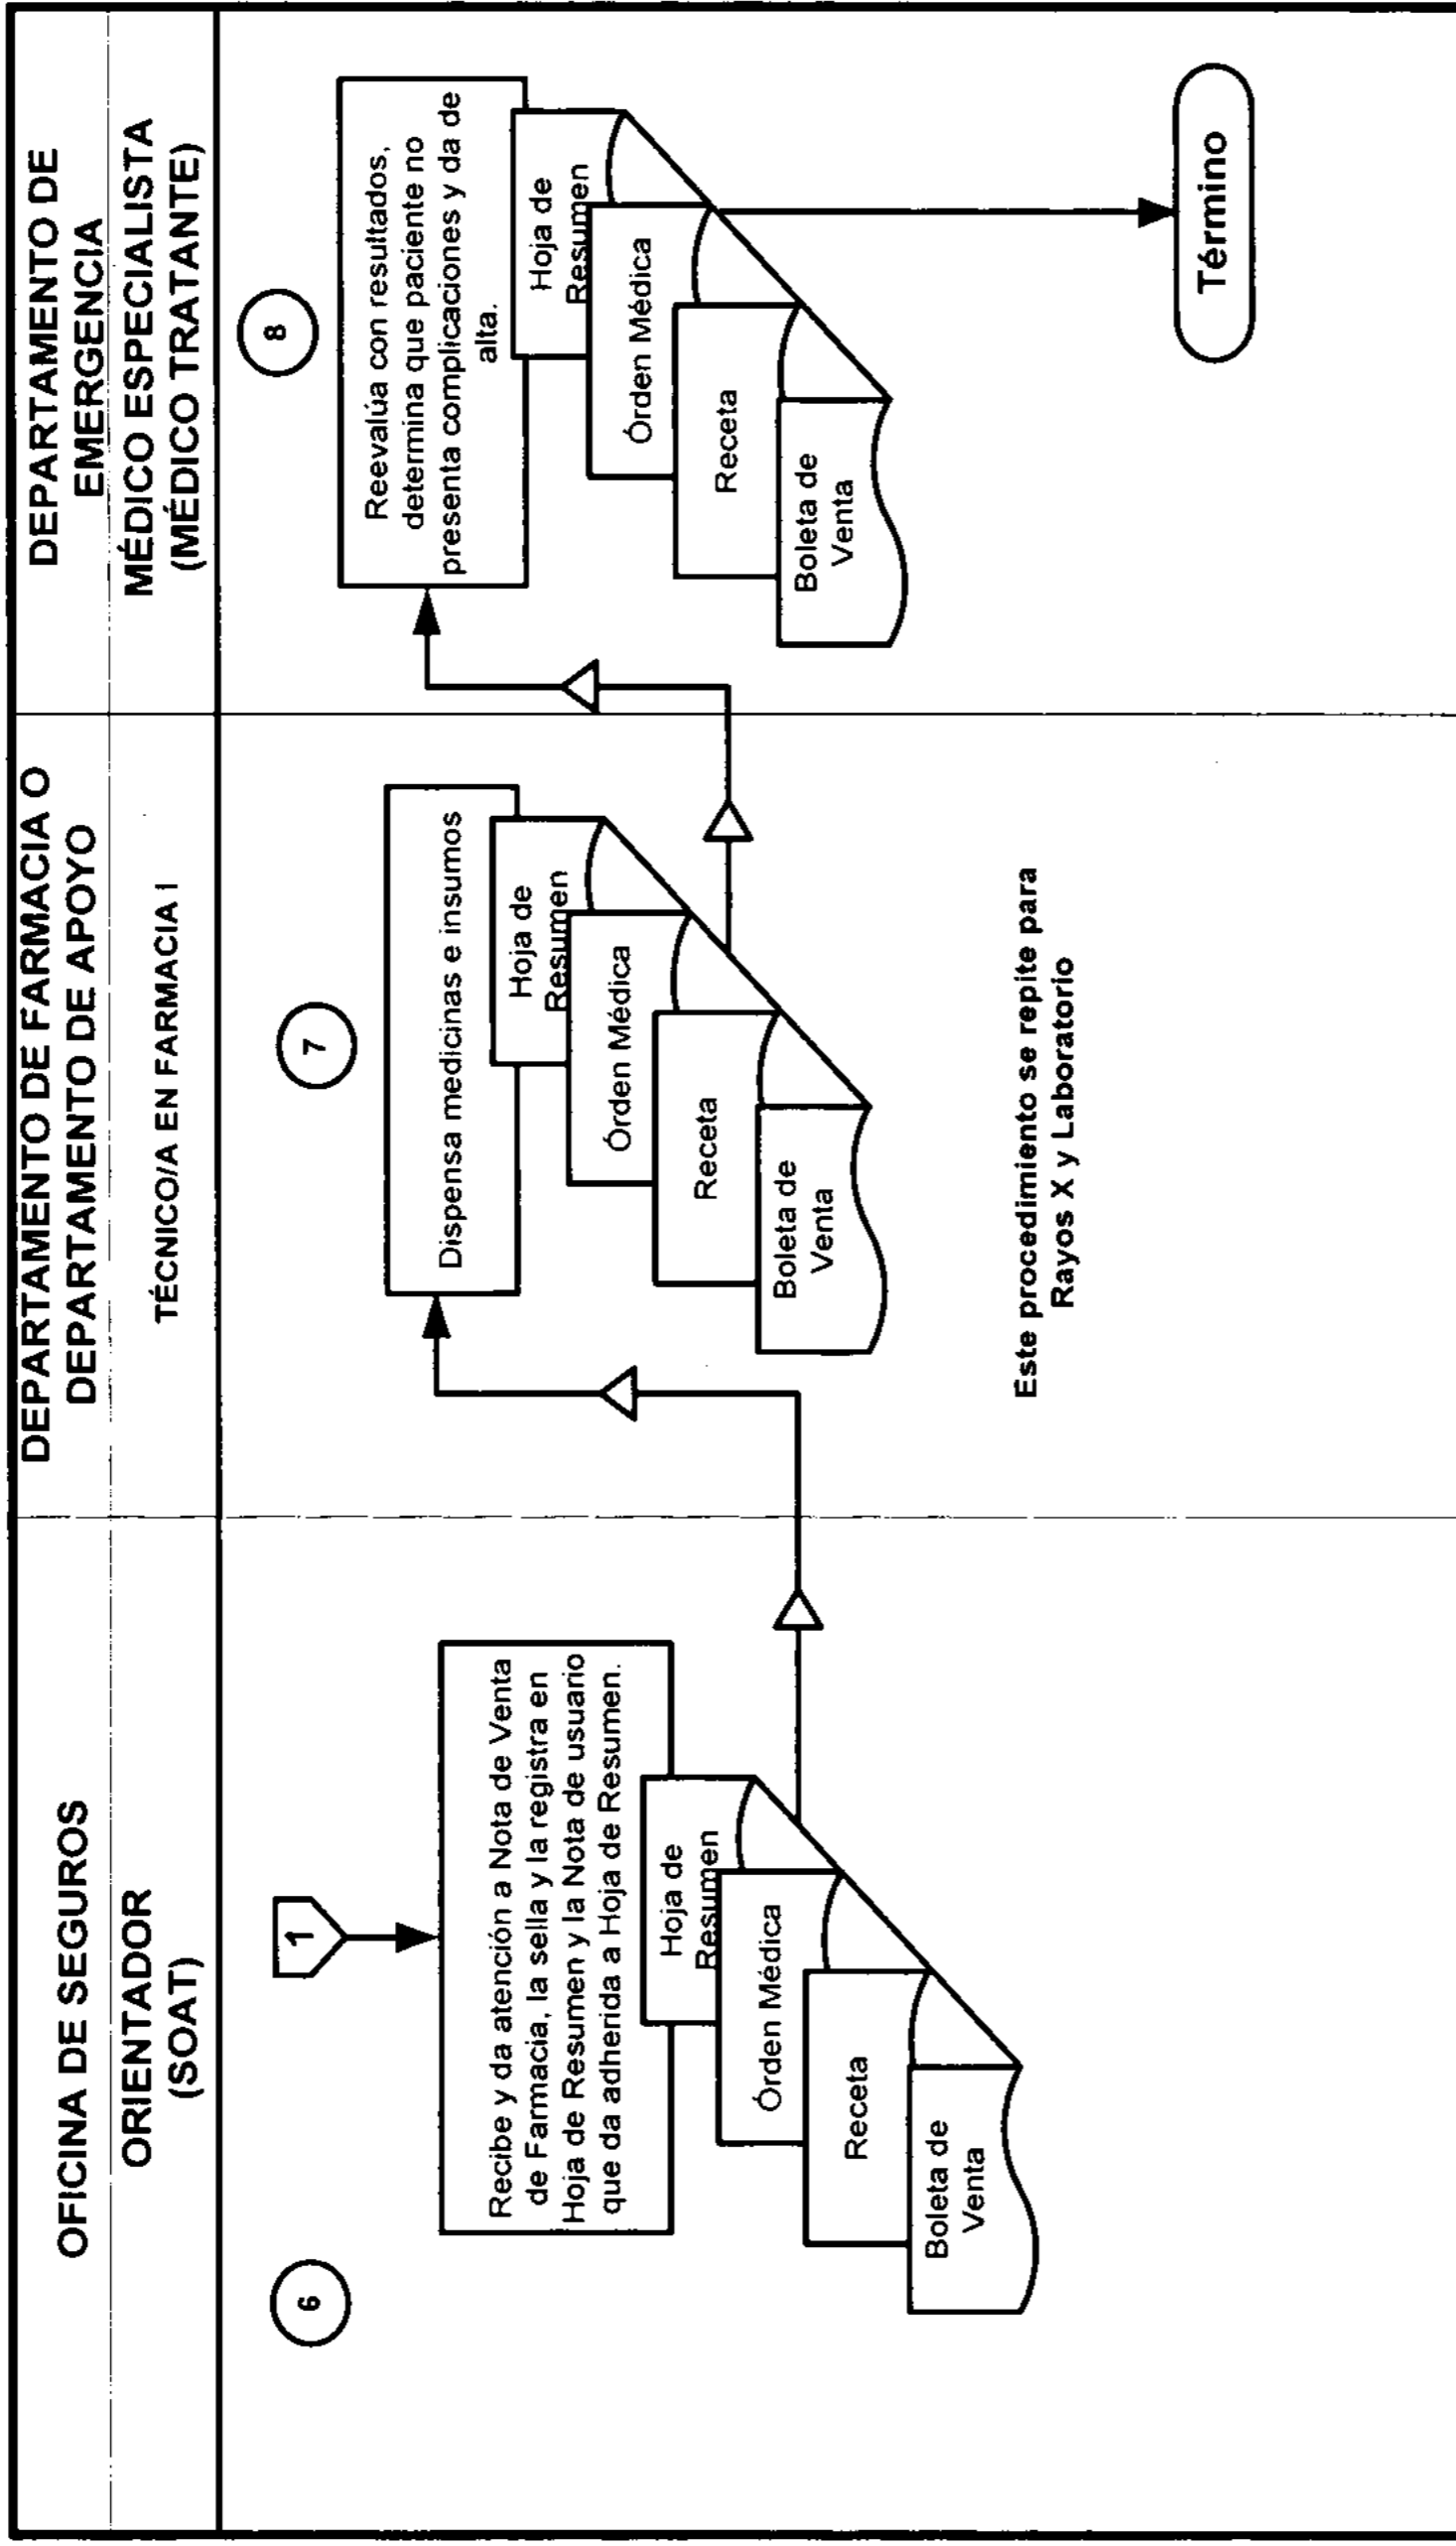 OFICINA DE SEGUROS
ORIENTADOR
(SOAT)
6
1
Recibe y da atención a Nota de Venta
de Farmacia, la sella y la registra en
Hoja de Resumen y la Nota de usuario
que da adherida a Hoja de Resumen.
Hoja de
Resumen
Órden Médica
Receta
Boleta de
Venta
DEPARTAMENTO DE FARMACIA O
DEPARTAMENTO DE APOYO
TÉCNICO/A EN FARMACIA I
7
Dispensa medicinas e insumos
Hoja de
Resumen
Órden Médica
Receta
Boleta de
Venta
Este procedimiento se repite para
Rayos X y Laboratorio
DEPARTAMENTO DE
EMERGENCIA
MÉDICO ESPECIALISTA
(MÉDICO TRATANTE)
8
Reevalúa con resultados,
determina que paciente no
presenta complicaciones y da de
alta.
Hoja de
Resumen
Órden Médica
Receta
Boleta de
Venta
Término